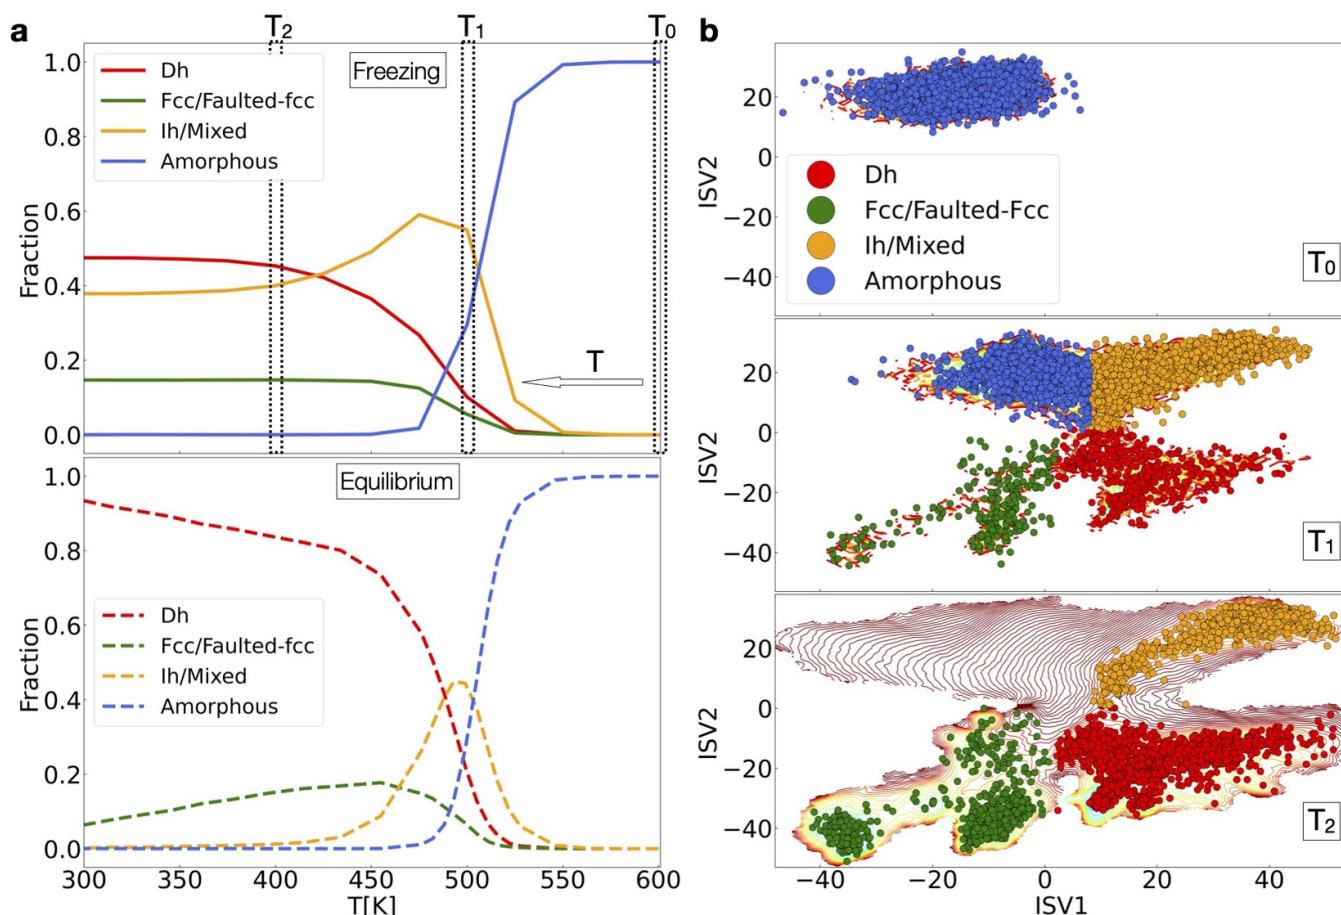 a
T2
T1
T0
Freezing
Dh
Fcc/Faulted-fcc
Ih/Mixed
Amorphous
T
Fraction
1.0
0.8
0.6
0.4
0.2
0.0
Equilibrium
Dh
Fcc/Faulted-fcc
Ih/Mixed
Amorphous
Fraction
1.0
0.8
0.6
0.4
0.2
0.0
300 350 400 450 500 550 600
T[K]
b
ISV2
20
0
−20
−40
Dh
Fcc/Faulted-Fcc
Ih/Mixed
Amorphous
T0
ISV2
20
0
−20
−40
T1
ISV2
20
0
−20
−40
T2
−40 −20 0 20 40
ISV1